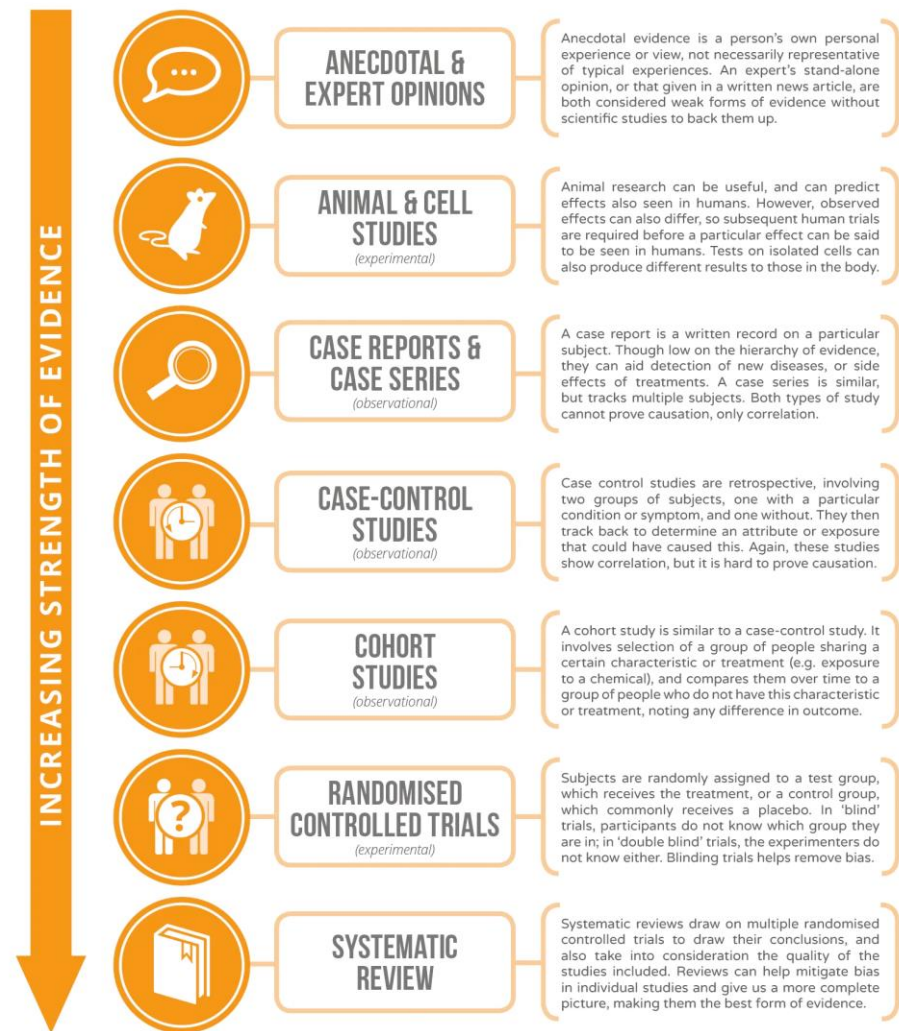 INCREASING STRENGTH OF EVIDENCE
ANECDOTAL &
EXPERT OPINIONS
Anecdotal evidence is a person's own personal
experience or view, not necessarily representative
of typical experiences. An expert's stand-alone
opinion, or that given in a written news article, are
both considered weak forms of evidence without
scientific studies to back them up.
ANIMAL & CELL
STUDIES
(experimental)
Animal research can be useful, and can predict
effects also seen in humans. However, observed
effects can also differ, so subsequent human trials
are required before a particular effect can be said
to be seen in humans. Tests on isolated cells can
also produce different results to those in the body.
CASE REPORTS &
CASE SERIES
(observational)
A case report is a written record on a particular
subject. Though low on the hierarchy of evidence,
they can aid detection of new diseases, or side
effects of treatments. A case series is similar,
but tracks multiple subjects. Both types of study
cannot prove causation, only correlation.
CASE-CONTROL
STUDIES
(observational)
Case control studies are retrospective, involving
two groups of subjects, one with a particular
condition or symptom, and one without. They then
track back to determine an attribute or exposure
that could have caused this. Again, these studies
show correlation, but it is hard to prove causation.
COHORT
STUDIES
(observational)
A cohort study is similar to a case-control study. It
involves selection of a group of people sharing a
certain characteristic or treatment (e.g. exposure
to a chemical), and compares them over time to a
group of people who do not have this characteristic
or treatment, noting any difference in outcome.
RANDOMISED
CONTROLLED TRIALS
(experimental)
Subjects are randomly assigned to a test group,
which receives the treatment, or a control group,
which commonly receives a placebo. In 'blind'
trials, participants do not know which group they
are in; in 'double blind' trials, the experimenters do
not know either. Blinding trials helps remove bias.
?
SYSTEMATIC
REVIEW
Systematic reviews draw on multiple randomised
controlled trials to draw their conclusions, and
also take into consideration the quality of the
studies included. Reviews can help mitigate bias
in individual studies and give us a more complete
picture, making them the best form of evidence.